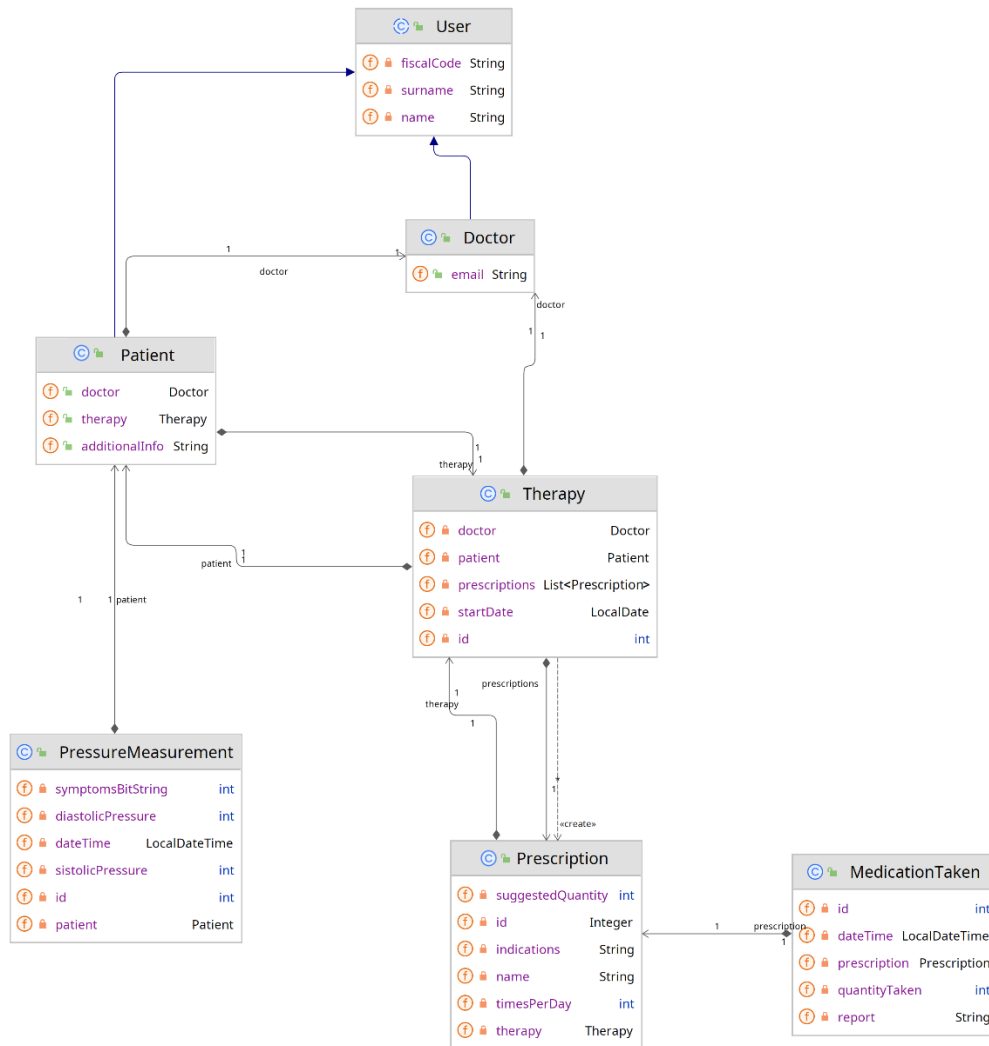 User
fiscalCode String
surname String
name String
Doctor
email String
1
1
doctor
doctor
1
1
Patient
doctor Doctor
therapy Therapy
additionalInfo String
1
1
therapy
Therapy
doctor Doctor
patient Patient
prescriptions List<Prescription>
startDate LocalDate
id int
1
1
patient
1
1
patient
prescriptions
1
therapy
1
PressureMeasurement
symptomsBitString int
diastolicPressure int
dateTime LocalDateTime
sistolicPressure int
id int
patient Patient
*
1
«create»
Prescription
suggestedQuantity int
id Integer
indications String
name String
timesPerDay int
therapy Therapy
1
prescription
1
MedicationTaken
id int
dateTime LocalDateTime
prescription Prescription
quantityTaken int
report String